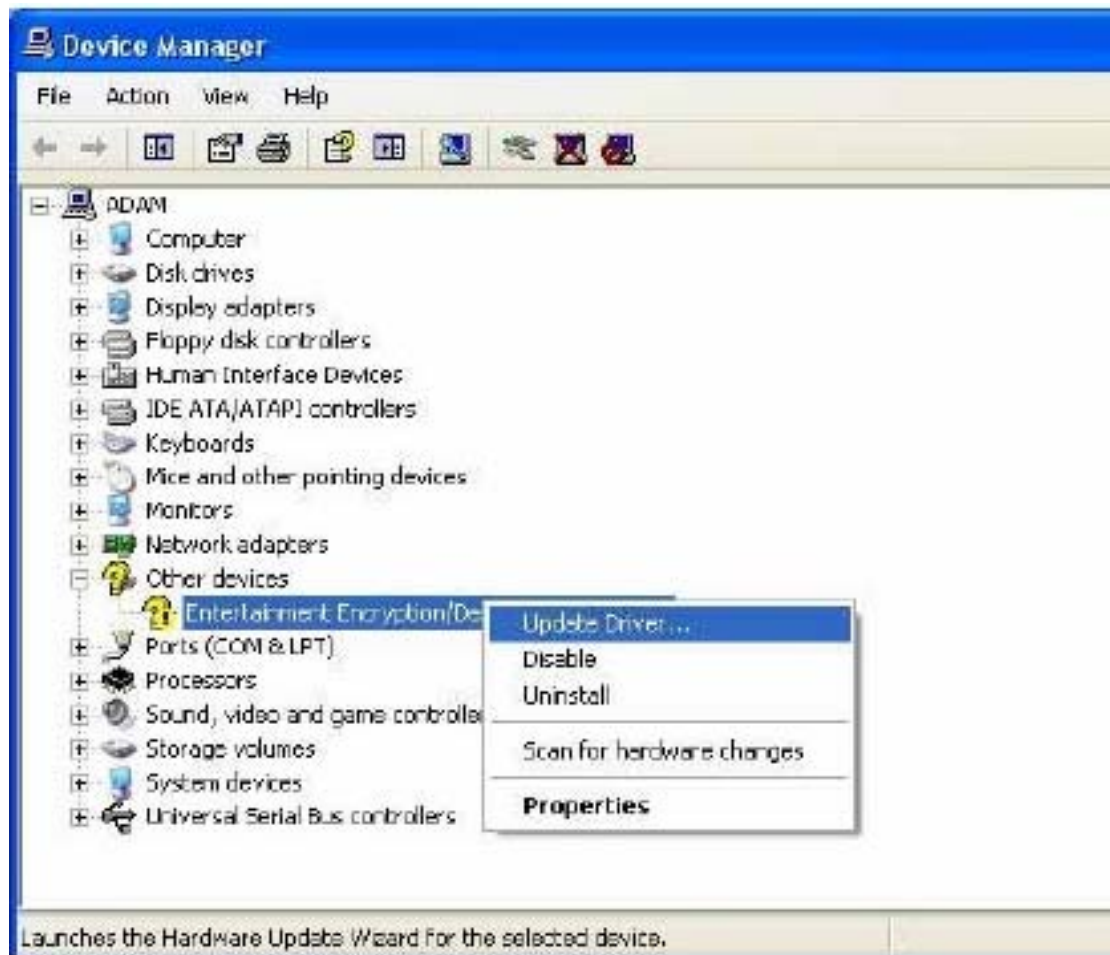 Device Manager
File Action View Help
ADAM
Computer
Disk drives
Display adapters
Floppy disk controllers
Human Interface Devices
IDE ATA/ATAPI controllers
Keyboards
Mice and other pointing devices
Monitors
Network adapters
Other devices
Entertainment Encryption/De
Ports (COM & LPT)
Processors
Sound, video and game controlle
Storage volumes
System devices
Universal Serial Bus controllers
Update Driver...
Disable
Uninstall
Scan for hardware changes
Properties
Launches the Hardware Update Wizard for the selected device.